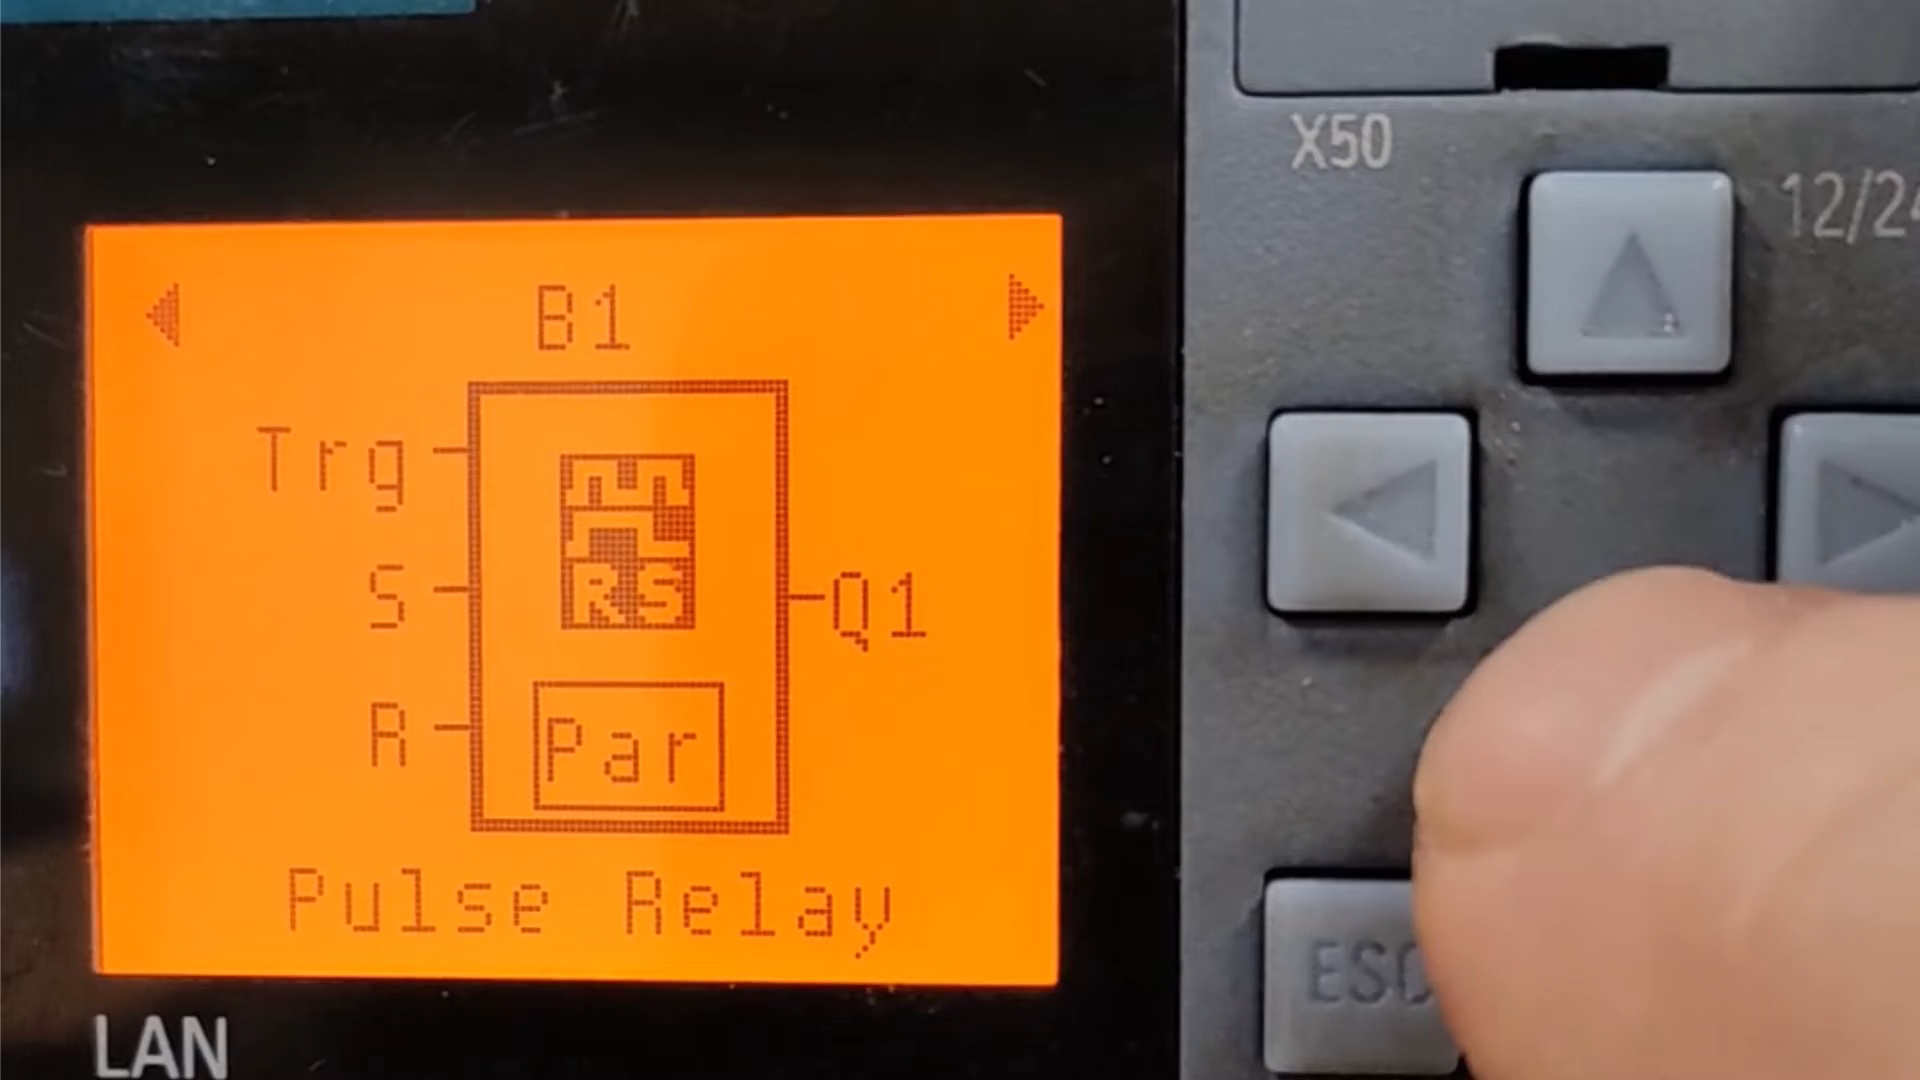 X50
12/24
B1
Trg
S
RS
Q1
R
Par
Pulse Relay
ESC
LAN